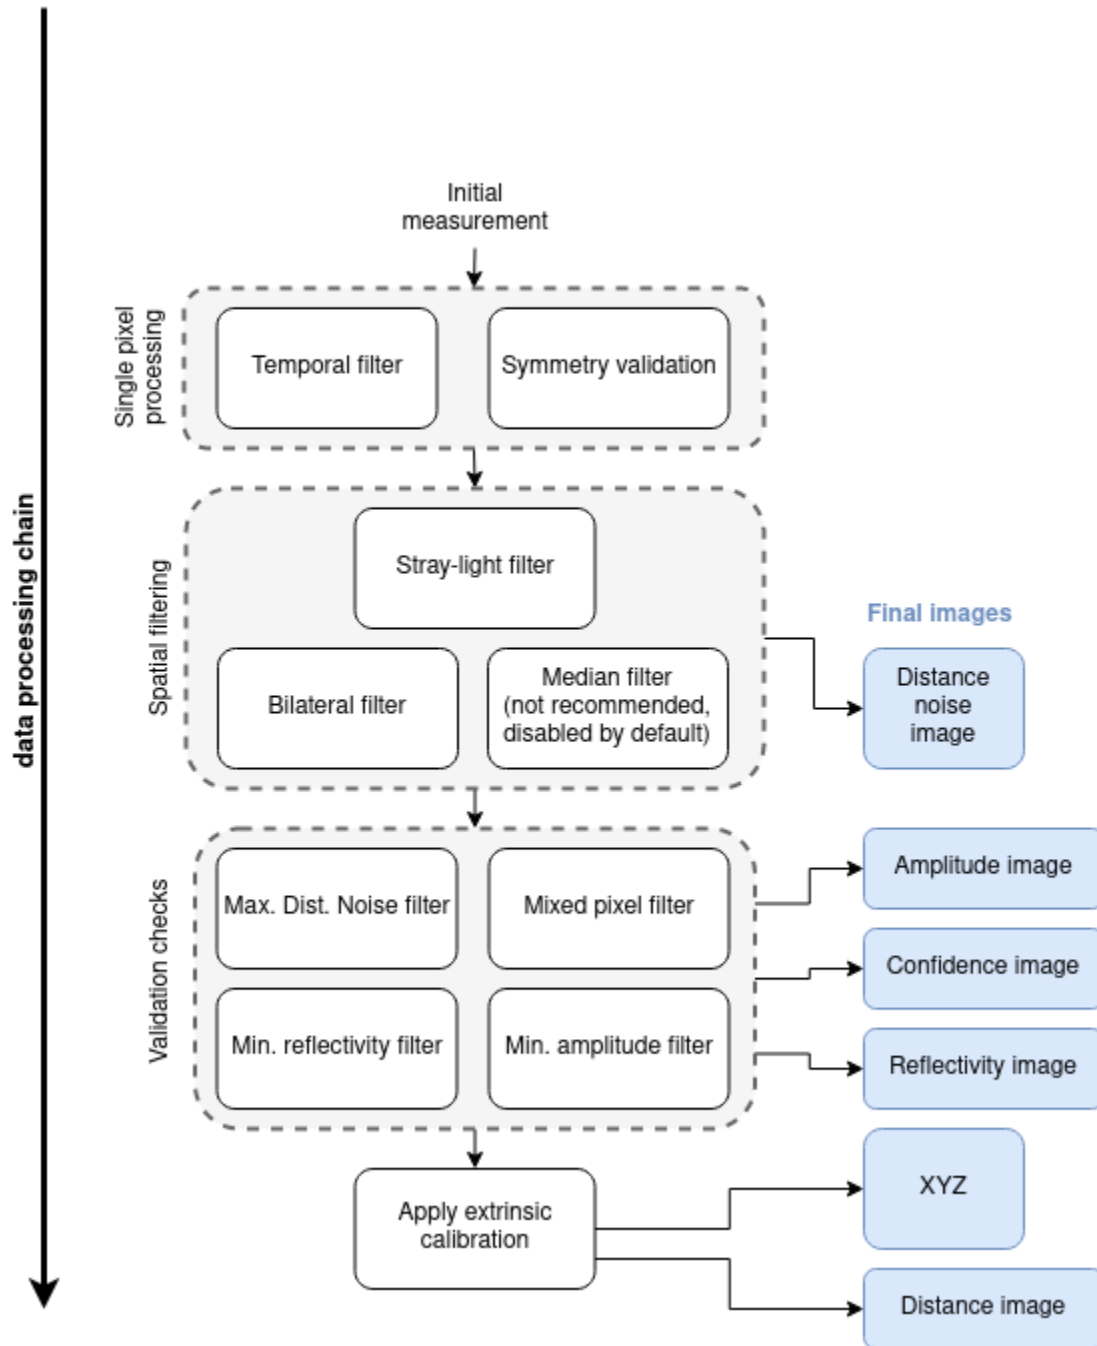 Initial
measurement
Single pixel
processing
Temporal filter
Symmetry validation
data processing chain
Spatial filtering
Stray-light filter
Bilateral filter
Median filter
(not recommended,
disabled by default)
Final images
Distance
noise
image
Validation checks
Max. Dist. Noise filter
Mixed pixel filter
Min. reflectivity filter
Min. amplitude filter
Amplitude image
Confidence image
Reflectivity image
Apply extrinsic
calibration
XYZ
Distance image